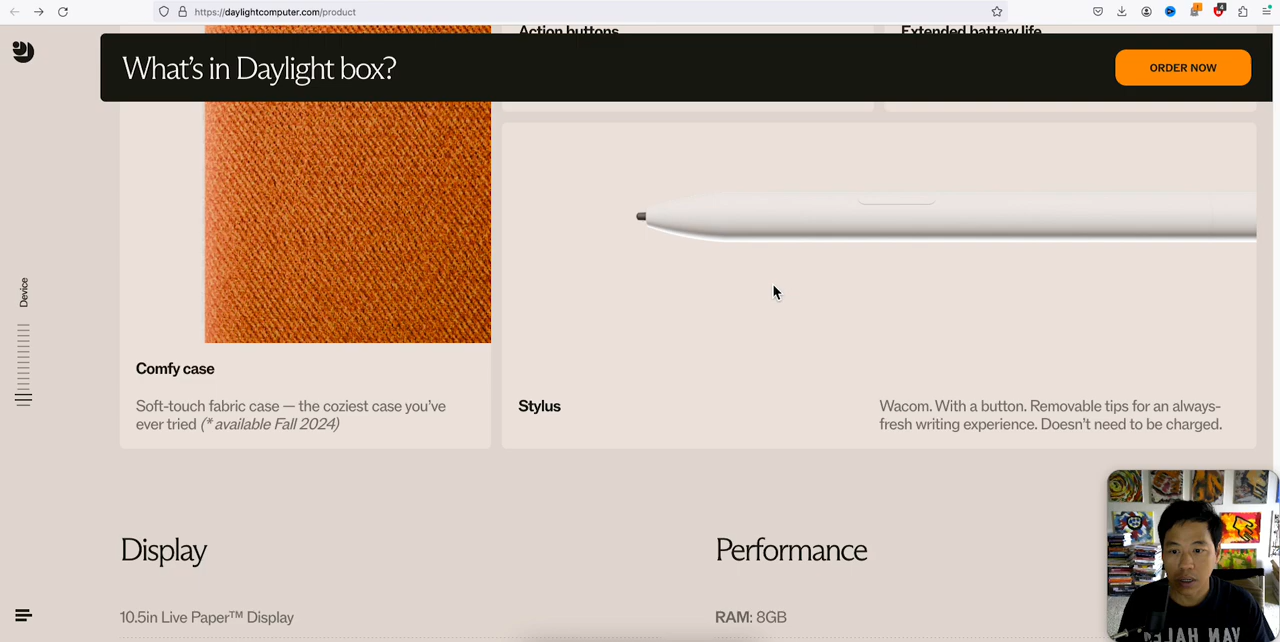 https://daylightcomputer.com/product
Action buttons
Extended battery life
What's in Daylight box?
ORDER NOW
Device
Comfy case
Soft-touch fabric case — the coziest case you've
ever tried (* available Fall 2024)
Stylus
Wacom. With a button. Removable tips for an always-
fresh writing experience. Doesn't need to be charged.
Display
Performance
10.5in Live Paper™ Display
RAM: 8GB